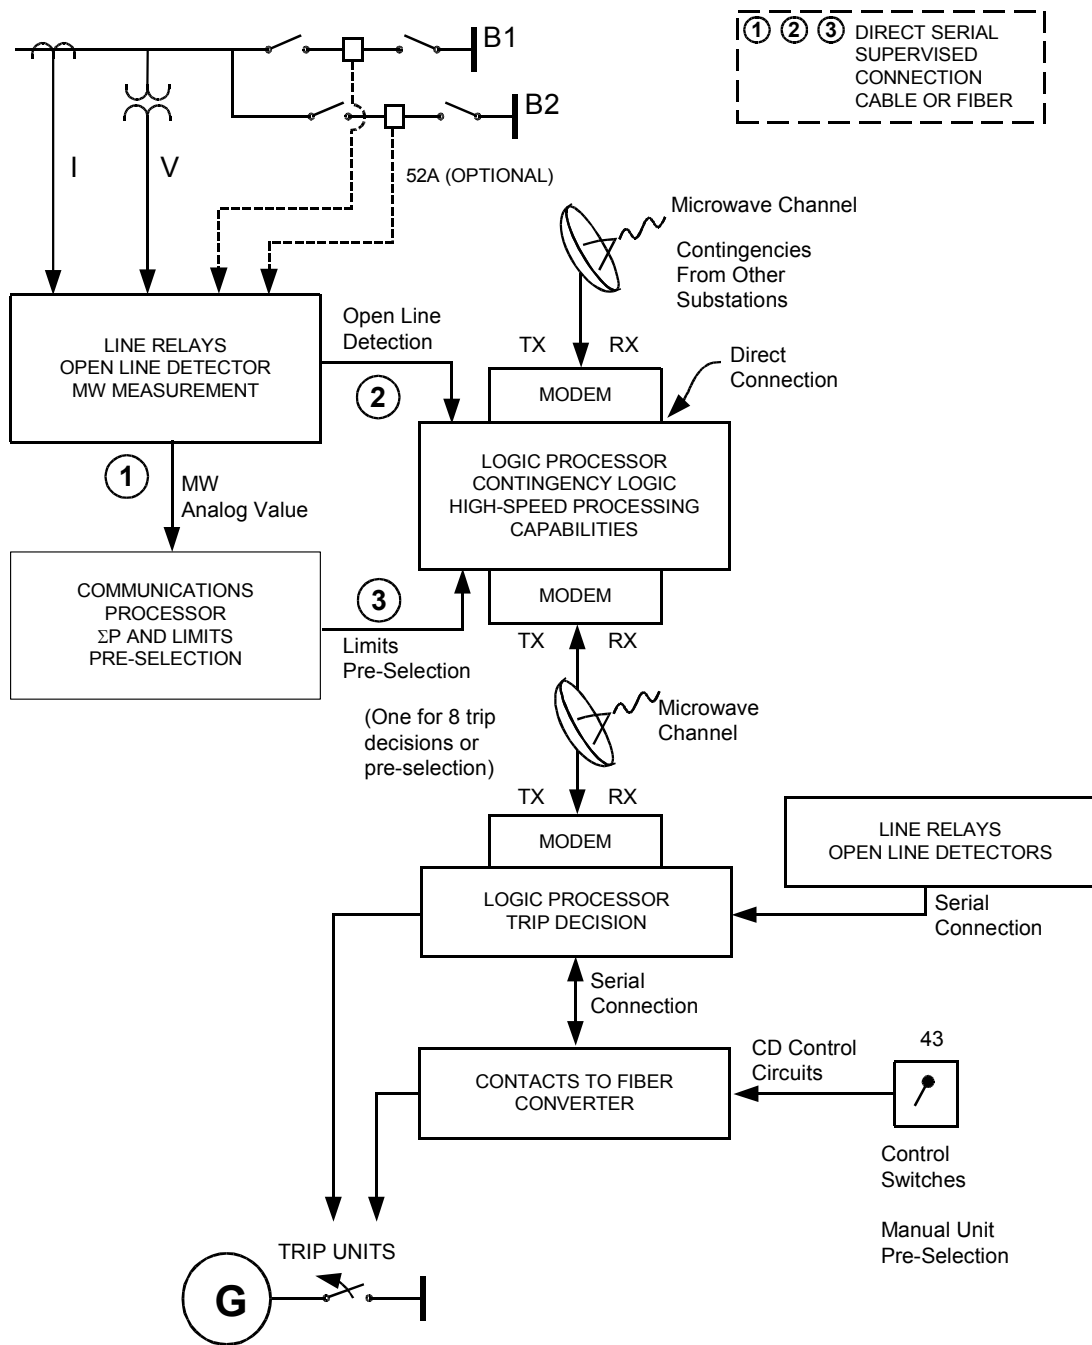 B1
1 2 3 DIRECT SERIAL
SUPERVISED
CONNECTION
CABLE OR FIBER
B2
I
V
52A (OPTIONAL)
Microwave Channel
Contingencies
From Other
Substations
LINE RELAYS
OPEN LINE DETECTOR
MW MEASUREMENT
Open Line
Detection
2
TX RX
Direct
Connection
MODEM
LOGIC PROCESSOR
CONTINGENCY LOGIC
HIGH-SPEED PROCESSING
CAPABILITIES
1
MW
Analog Value
COMMUNICATIONS
PROCESSOR
ΣP AND LIMITS
PRE-SELECTION
3
Limits
Pre-Selection
MODEM
TX RX
(One for 8 trip
decisions or
pre-selection)
Microwave
Channel
TX RX
MODEM
LOGIC PROCESSOR
TRIP DECISION
LINE RELAYS
OPEN LINE DETECTORS
Serial
Connection
Serial
Connection
CONTACTS TO FIBER
CONVERTER
CD Control
Circuits
43
Control
Switches
Manual Unit
Pre-Selection
TRIP UNITS
G